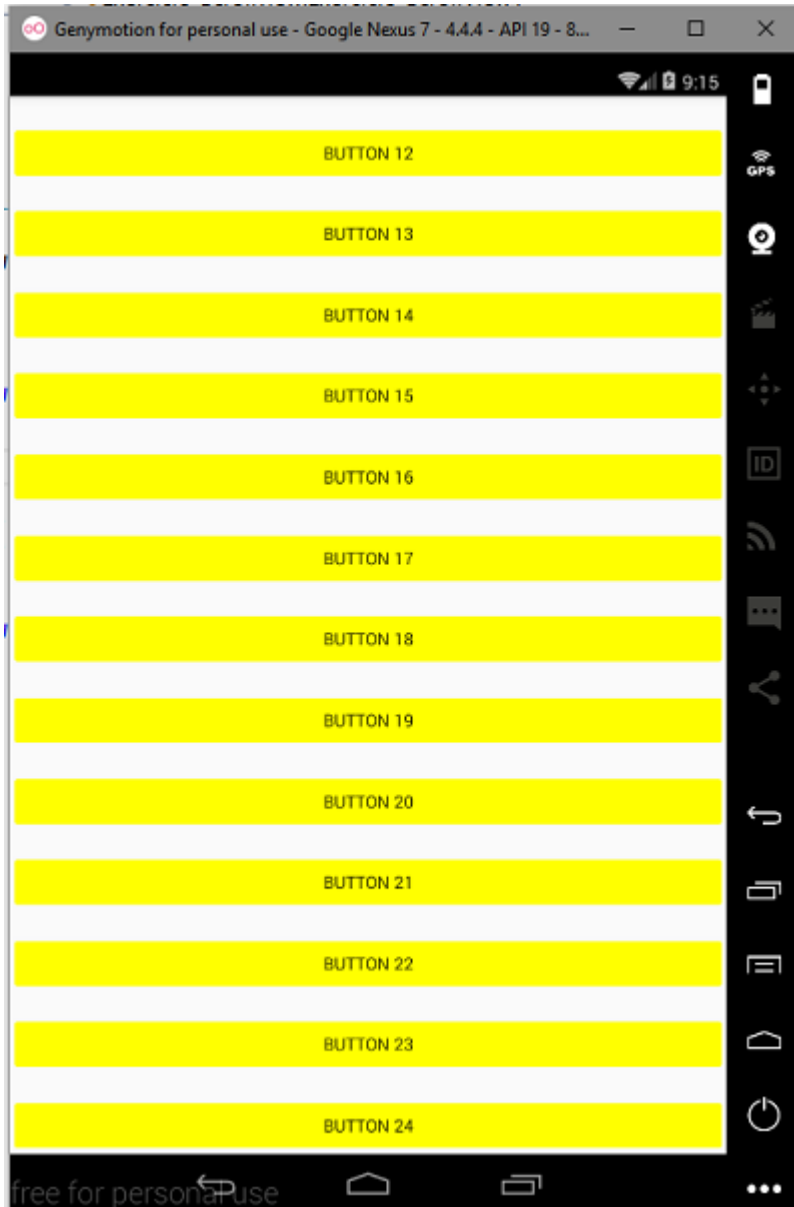 Genymotion for personal use - Google Nexus 7 - 4.4.4 - API 19 - 8...
9:15
GPS
BUTTON 12
BUTTON 13
BUTTON 14
BUTTON 15
ID
BUTTON 16
BUTTON 17
BUTTON 18
BUTTON 19
BUTTON 20
BUTTON 21
BUTTON 22
BUTTON 23
BUTTON 24
free for personal use